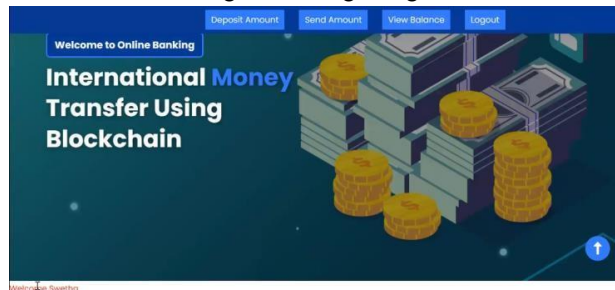 Deposit Amount Send Amount View Balance Logout
Welcome to Online Banking
International Money
Transfer Using
Blockchain
Welcome Swetha